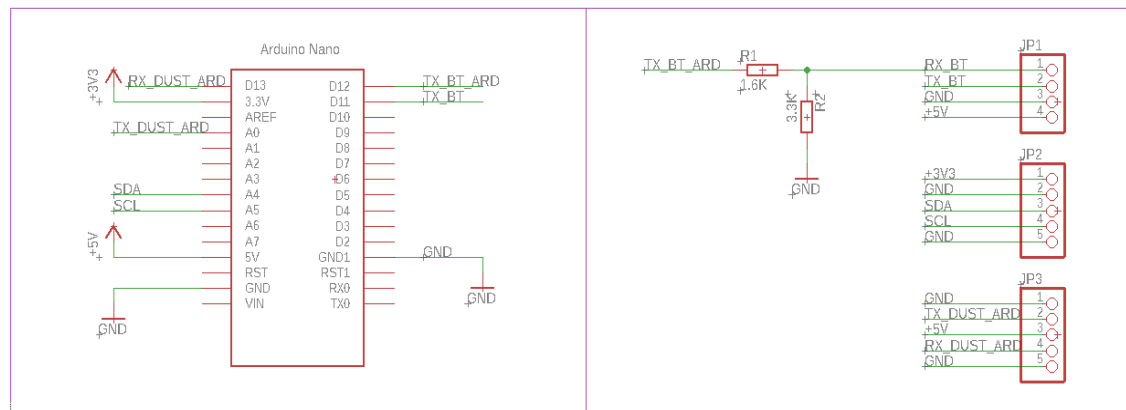 Arduino Nano
+3V3
RX_DUST_ARD
D13
D12
TX_BT_ARD
3.3V
D11
TX_BT
AREF
D10
TX_DUST_ARD
A0
D9
A1
D8
A2
D7
A3
D6
SDA
A4
D5
SCL
A5
D4
A6
D3
+5V
A7
D2
5V
GND1
GND
RST
RST1
GND
RX0
GND
VIN
TX0
GND
TX_BT_ARD
R1
1.6K
3.3K
R2
GND
JP1
RX_BT
1
TX_BT
2
GND
3
+5V
4
JP2
+3V3
1
GND
2
SDA
3
SCL
4
GND
5
JP3
GND
1
TX_DUST_ARD
2
+5V
3
RX_DUST_ARD
4
GND
5